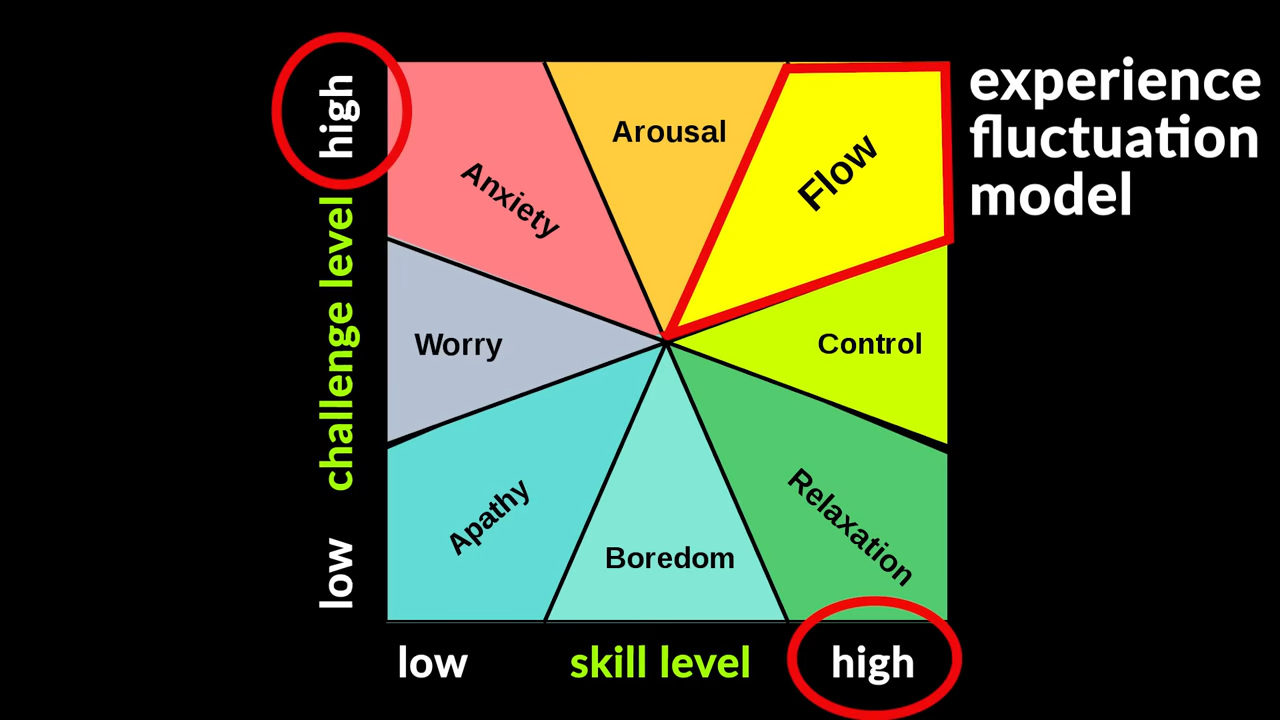 experience
fluctuation
model
high
challenge level
low
Anxiety
Arousal
Flow
Worry
Control
Apathy
Boredom
Relaxation
low
skill level
high